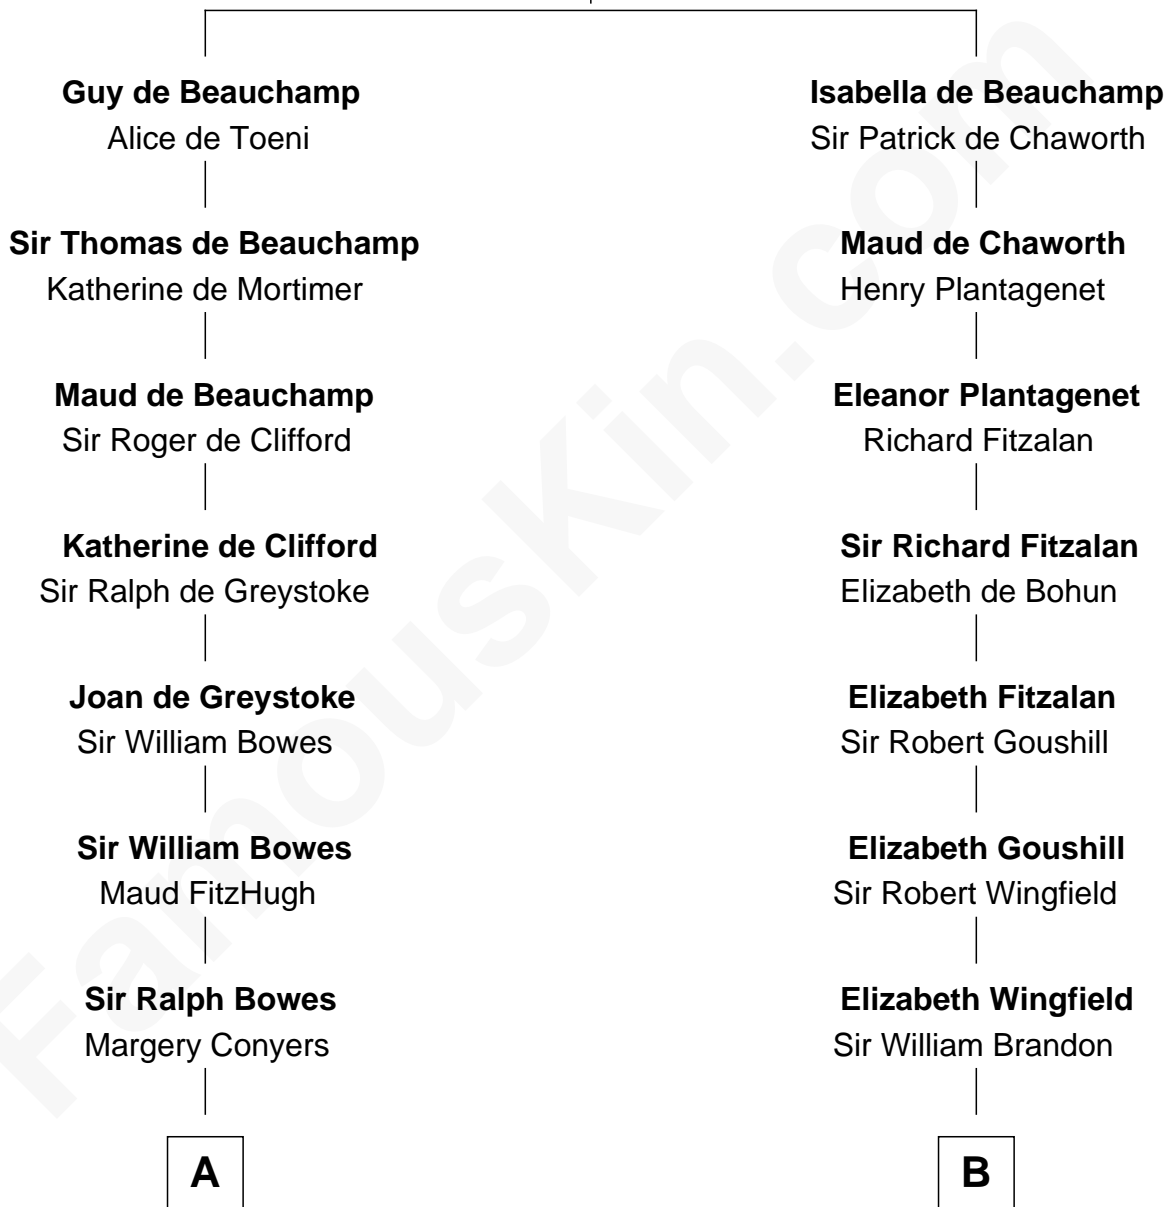 Guy de Beauchamp
Alice de Toeni
Sir Thomas de Beauchamp
Katherine de Mortimer
Maud de Beauchamp
Sir Roger de Clifford
Katherine de Clifford
Sir Ralph de Greystoke
Joan de Greystoke
Sir William Bowes
Sir William Bowes
Maud FitzHugh
Sir Ralph Bowes
Margery Conyers
A
Isabella de Beauchamp
Sir Patrick de Chaworth
Maud de Chaworth
Henry Plantagenet
Eleanor Plantagenet
Richard Fitzalan
Sir Richard Fitzalan
Elizabeth de Bohun
Elizabeth Fitzalan
Sir Robert Goushill
Elizabeth Goushill
Sir Robert Wingfield
Elizabeth Wingfield
Sir William Brandon
B
FamousKin.com